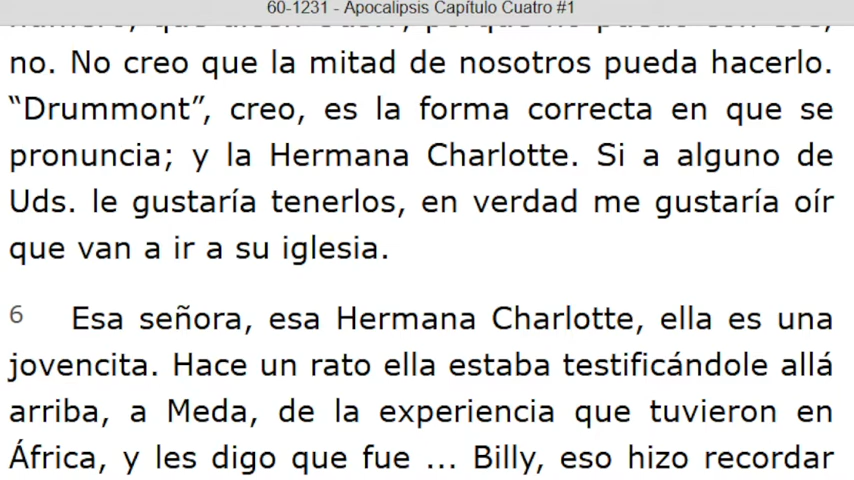 60-1231 - Apocalipsis Capítulo Cuatro #1
no. No creo que la mitad de nosotros pueda hacerlo.
“Drummont”, creo, es la forma correcta en que se
pronuncia; y la Hermana Charlotte. Si a alguno de
Uds. le gustaría tenerlos, en verdad me gustaría oír
que van a ir a su iglesia.
6 Esa señora, esa Hermana Charlotte, ella es una
jovencita. Hace un rato ella estaba testificándole allá
arriba, a Meda, de la experiencia que tuvieron en
África, y les digo que fue ... Billy, eso hizo recordar